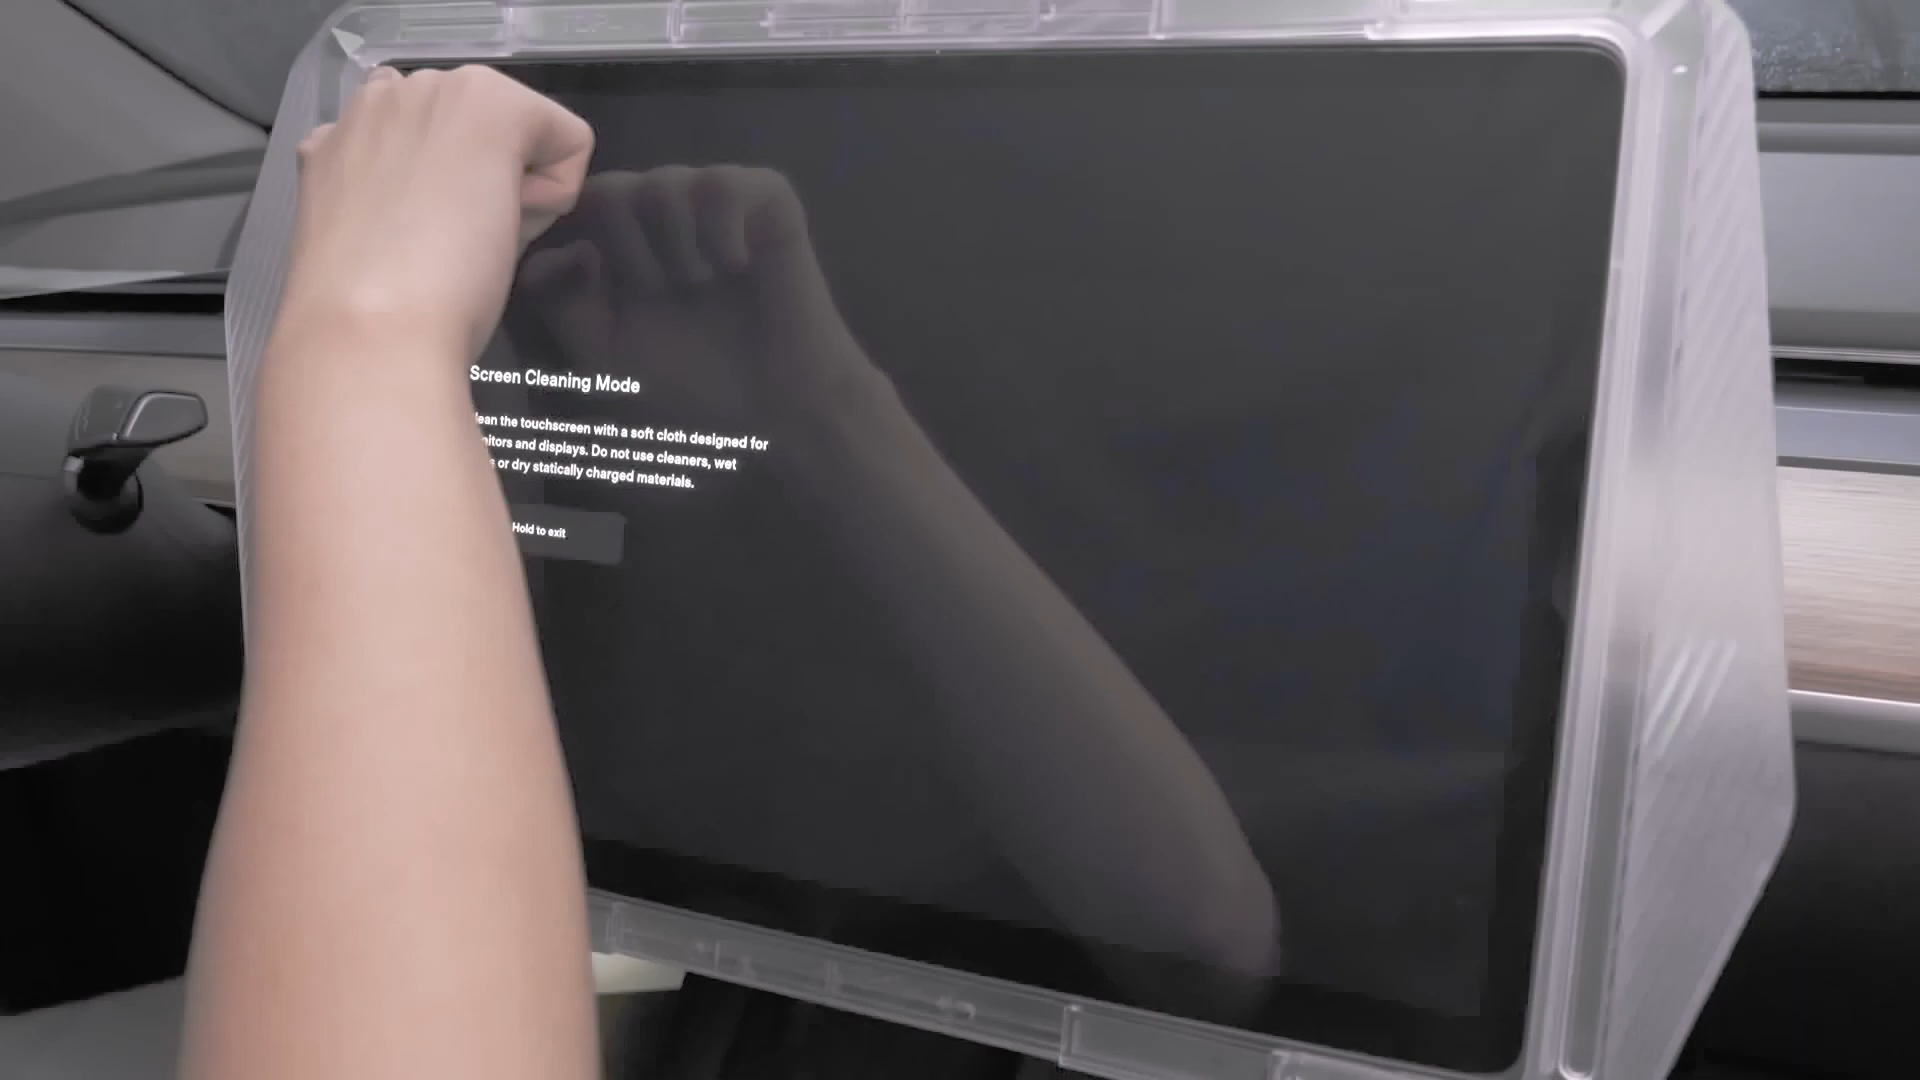 Screen Cleaning Mode
lean the touchscreen with a soft cloth designed for
nitors and displays. Do not use cleaners, wet
s or dry statically charged materials.
Hold to exit